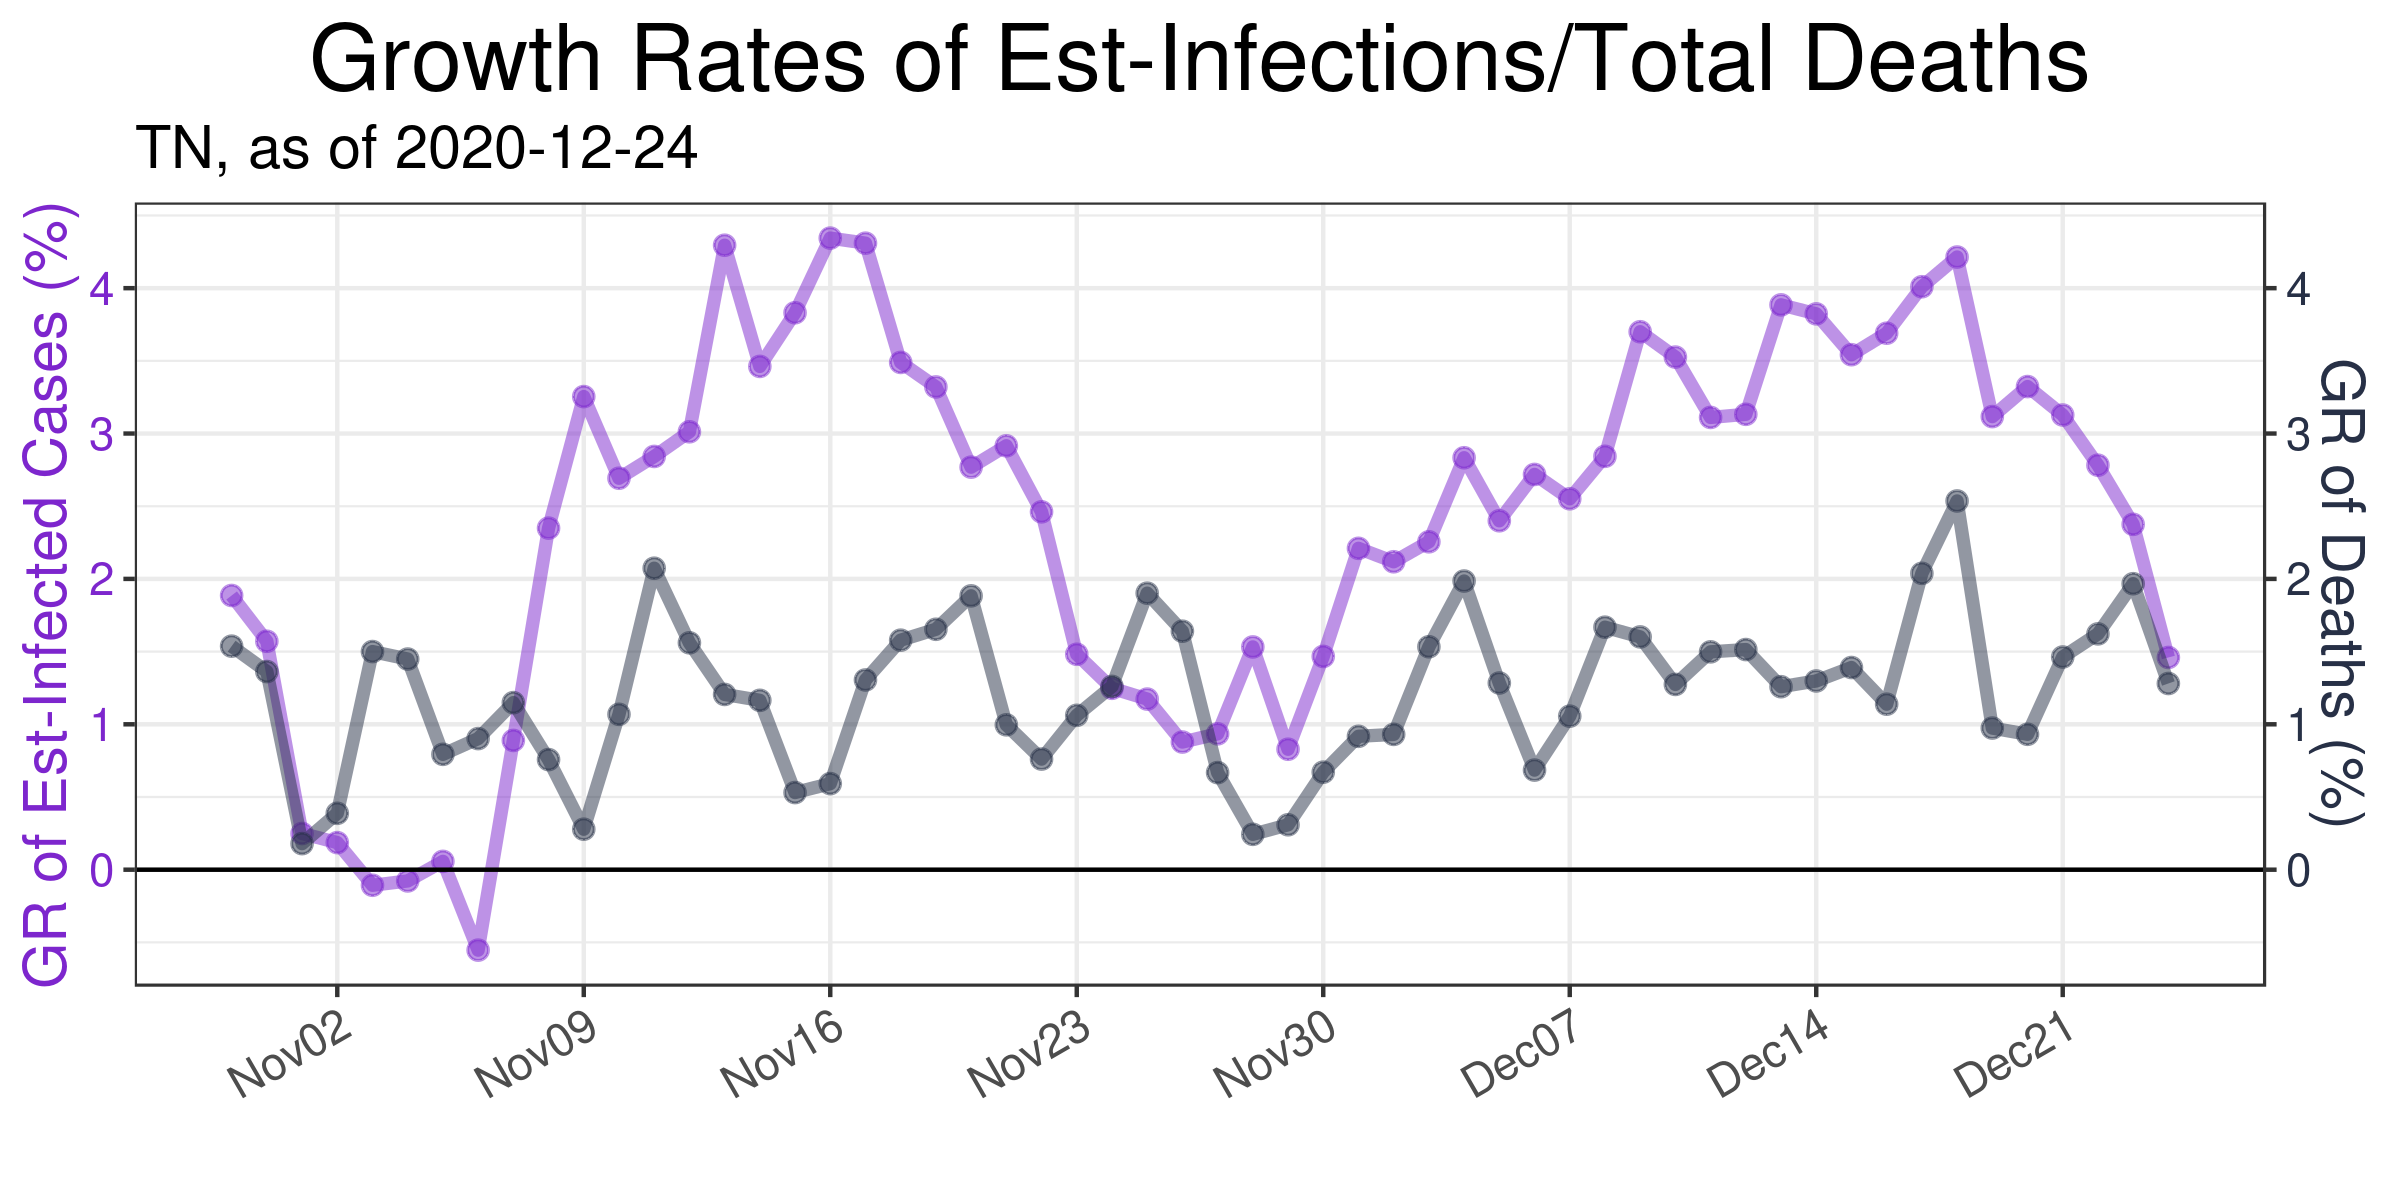 Growth Rates of Est-Infections/Total Deaths
TN, as of 2020-12-24
GR of Est-Infected Cases (%)
4
3
2
1
0
4
3
2
1
0
GR of Deaths (%)
Nov02
Nov09
Nov16
Nov23
Nov30
Dec07
Dec14
Dec21